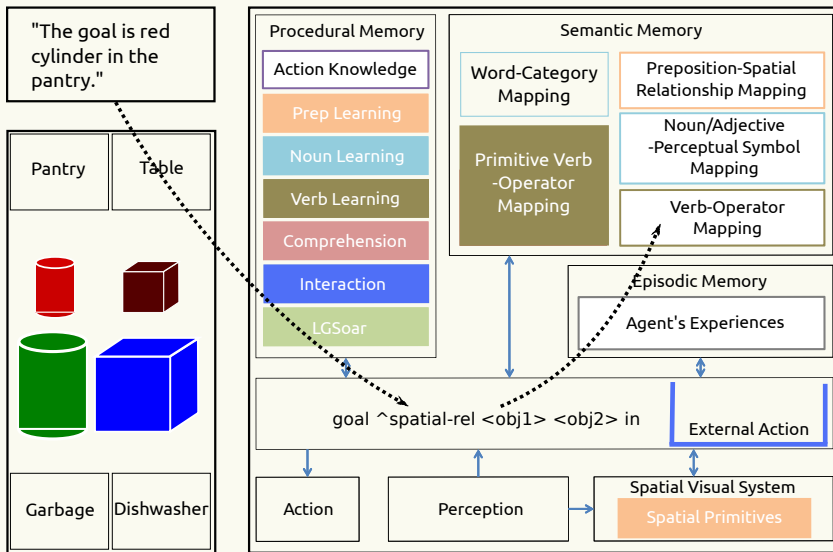 "The goal is red
cylinder in the
pantry."
Pantry
Table
Garbage
Dishwasher
Procedural Memory
Action Knowledge
Prep Learning
Noun Learning
Verb Learning
Comprehension
Interaction
LGSoar
Semantic Memory
Word-Category
Mapping
Primitive Verb
-Operator
Mapping
Preposition-Spatial
Relationship Mapping
Noun/Adjective
-Perceptual Symbol
Mapping
Verb-Operator
Mapping
Episodic Memory
Agent's Experiences
goal ^spatial-rel <obj1> <obj2> in
External Action
Action
Perception
Spatial Visual System
Spatial Primitives